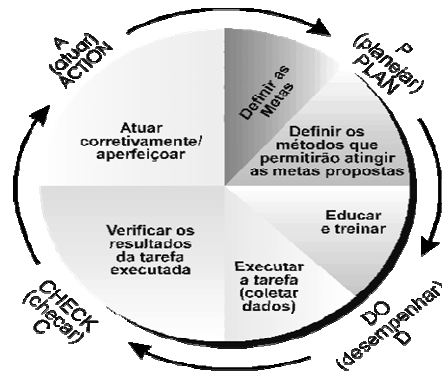 A
(atuar)
ACTION
P
(planejar)
PLAN
Definir as
Metas
Definir os
métodos que
permitirão atingir
as metas propostas
Educar
e treinar
Executar
a tarefa
(coletar
dados)
DO
(desempenhar)
D
Verificar os
resultados
da tarefa
executada
CHECK
(checar)
C
Atuar
corretivamente/
aperfeiçoar